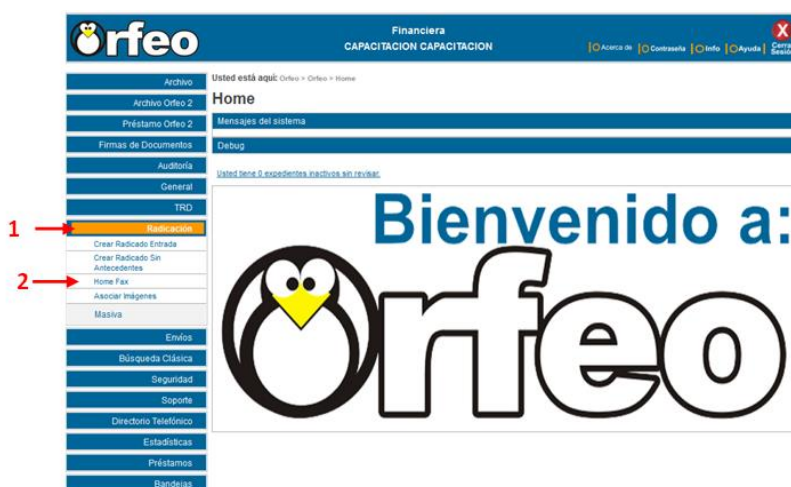 Orfeo
Financiera
CAPACITACION CAPACITACION
Acerca de Contraseña Info Ayuda
Cerrar
Sesión
X
Archivo
Archivo Orfeo 2
Préstamo Orfeo 2
Firmas de Documentos
Auditoría
General
TRD
1
Radicación
Crear Radicado Entrada
Crear Radicado Sin
Antecedentes
2
Home Fax
Asociar Imágenes
Masiva
Envíos
Búsqueda Clásica
Seguridad
Soporte
Directorio Telefónico
Estadísticas
Préstamos
Bandejas
Usted está aquí: Orfeo > Orfeo > Home
Home
Mensajes del sistema
Debug
Usted tiene 0 expedientes inactivos sin revisar.
Bienvenido a:
Orfeo